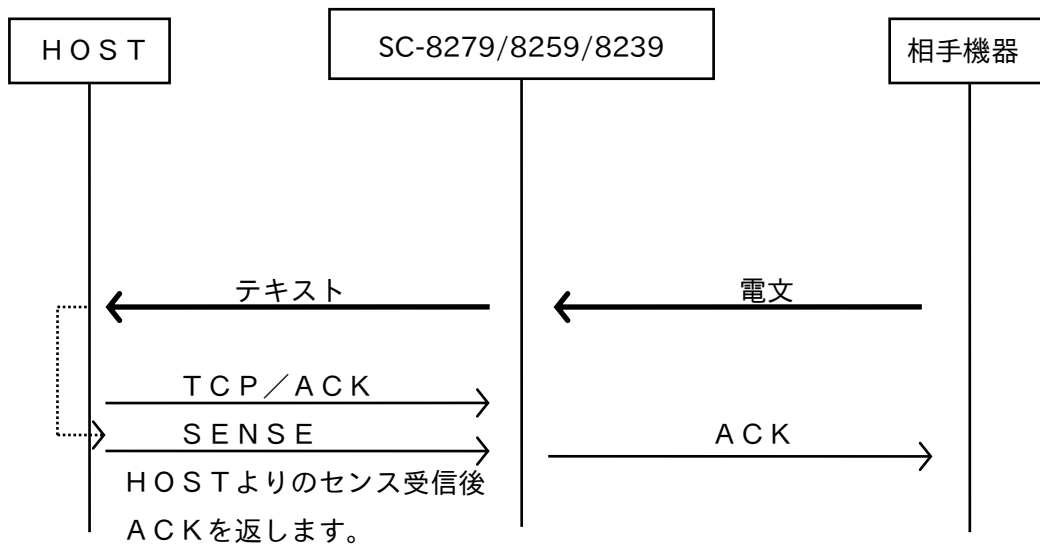 ＨＯＳＴ
SC-8279/8259/8239
相手機器
テキスト
電文
ＴＣＰ／ＡＣＫ
ＳＥＮＳＥ
ＡＣＫ
ＨＯＳＴよりのセンス受信後
ＡＣＫを返します。